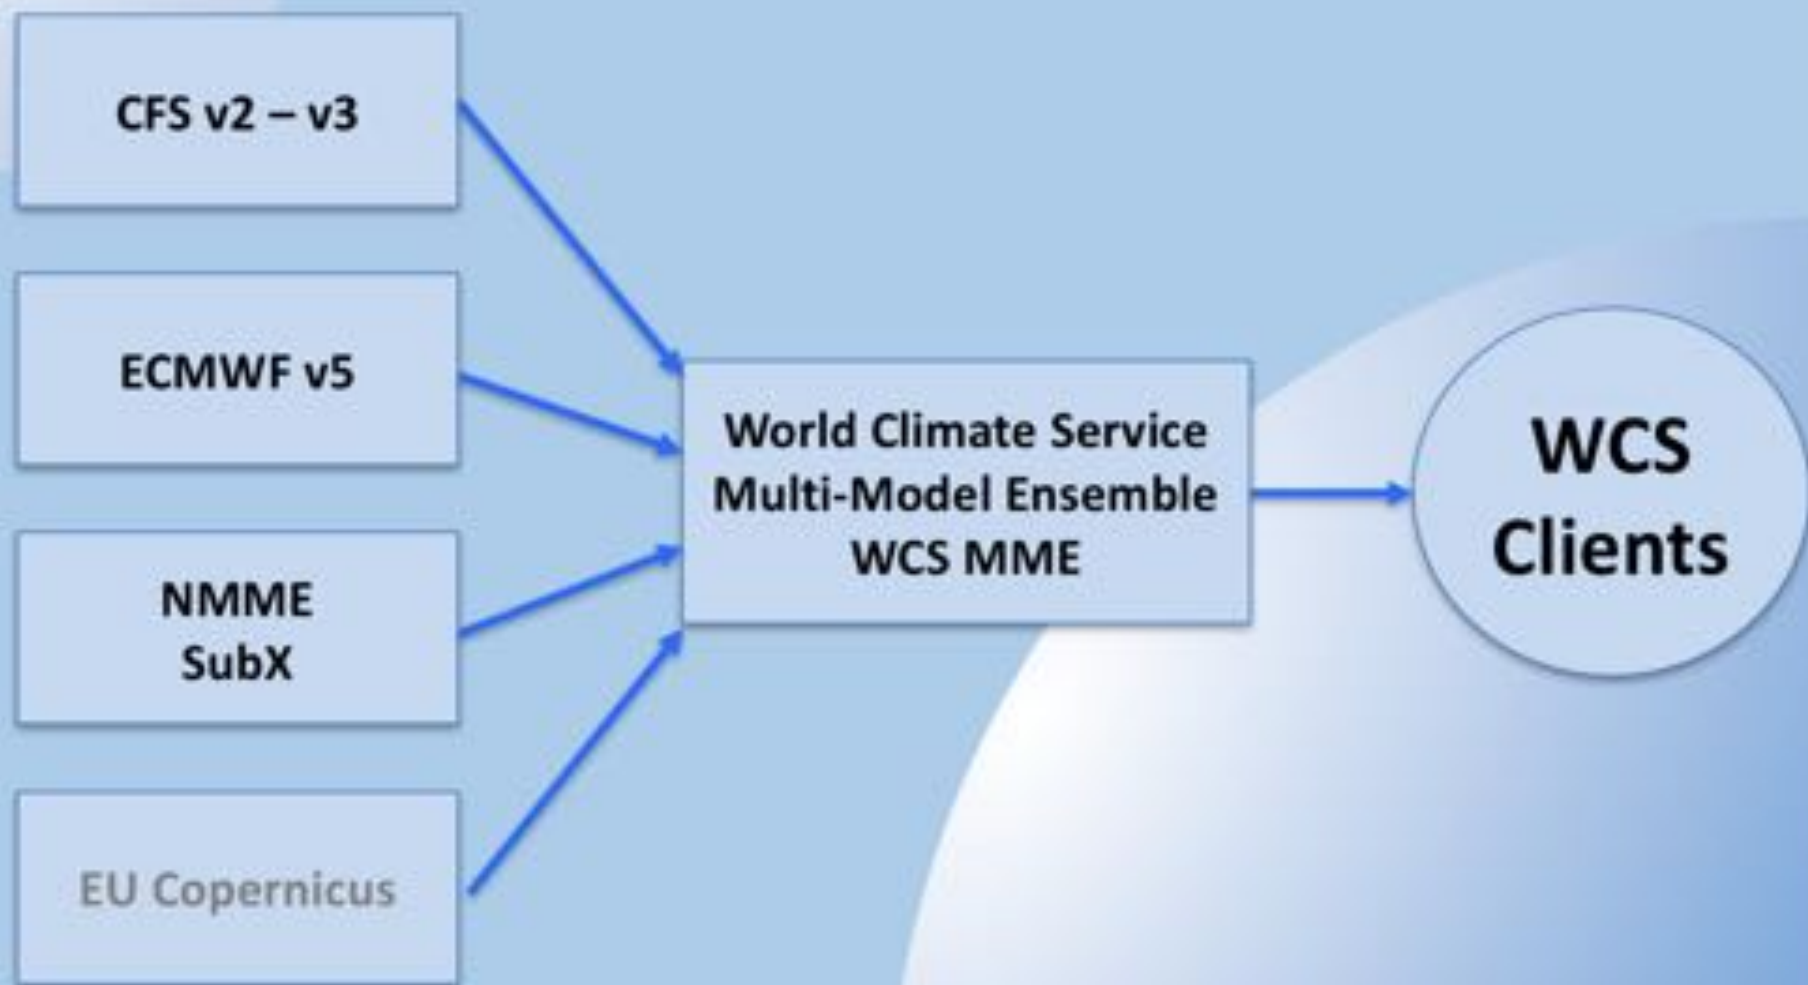 CFS v2 – v3
ECMWF v5
NMME
SubX
EU Copernicus
World Climate Service
Multi-Model Ensemble
WCS MME
WCS
Clients